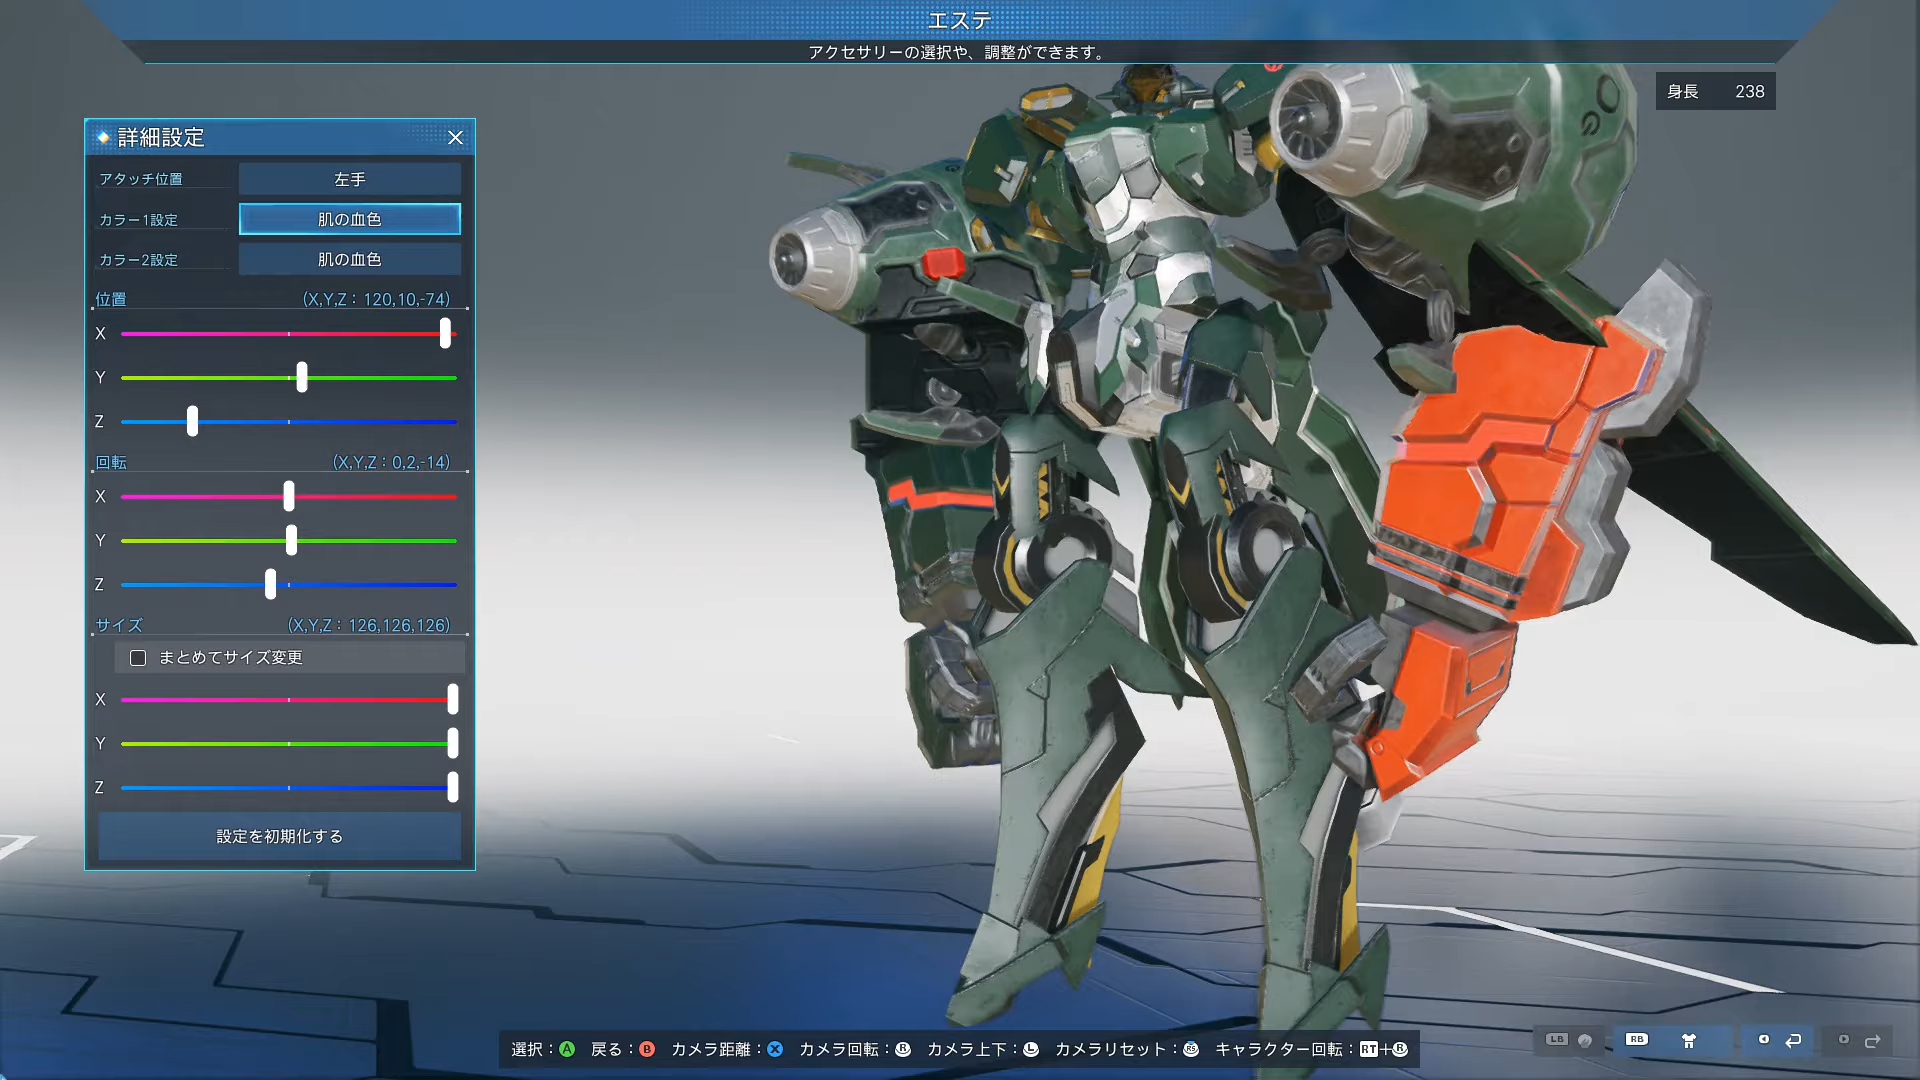 エステ
アクセサリーの選択や、調整ができます。
身長 238
詳細設定
アタッチ位置 左手
カラー1設定 肌の血色
カラー2設定 肌の血色
位置 (X,Y,Z：120,10,-74)
X
Y
Z
回転 (X,Y,Z：0,2,-14)
X
Y
Z
サイズ (X,Y,Z：126,126,126)
まとめてサイズ変更
X
Y
Z
設定を初期化する
選択：A 戻る：B カメラ距離：X カメラ回転：R カメラ上下：L カメラリセット：RS キャラクター回転：RT+R
LB RB